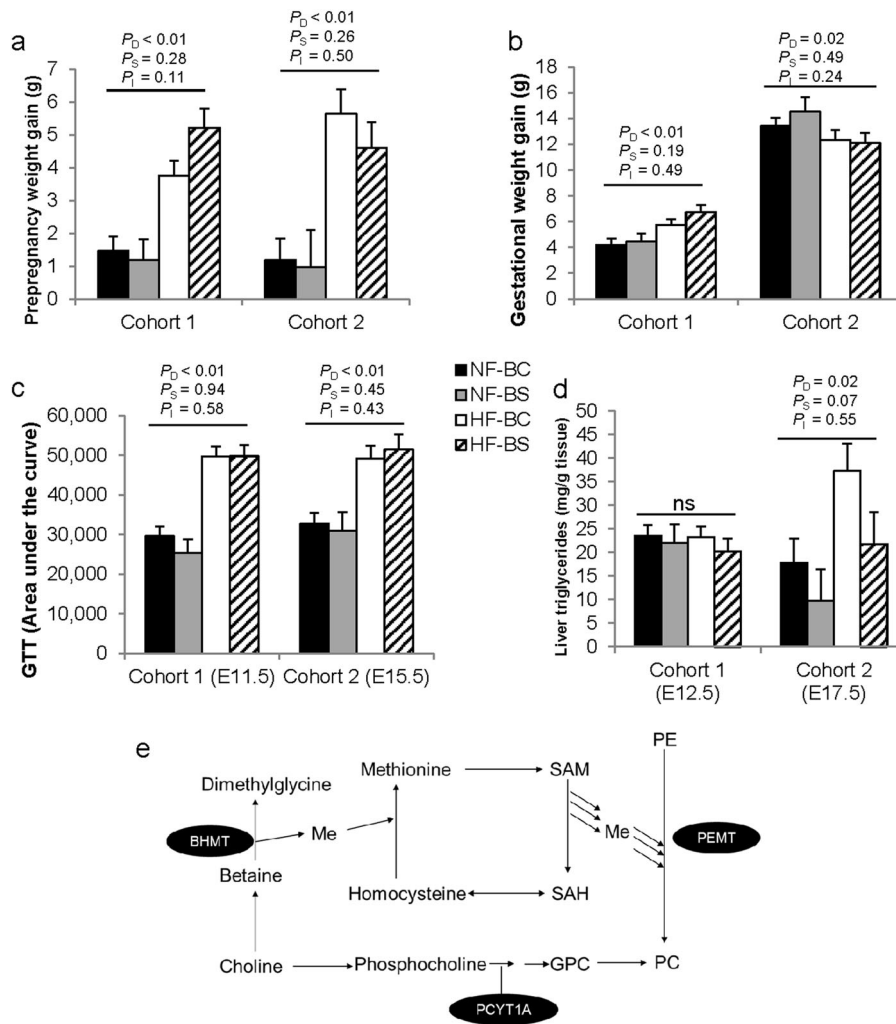 a
P_D < 0.01
P_S = 0.28
P_I = 0.11
P_D < 0.01
P_S = 0.26
P_I = 0.50
Prepregnancy weight gain (g)
7
6
5
4
3
2
1
0
Cohort 1
Cohort 2
b
P_D < 0.01
P_S = 0.19
P_I = 0.49
P_D = 0.02
P_S = 0.49
P_I = 0.24
Gestational weight gain (g)
18
16
14
12
10
8
6
4
2
0
Cohort 1
Cohort 2
c
P_D < 0.01
P_S = 0.94
P_I = 0.58
P_D < 0.01
P_S = 0.45
P_I = 0.43
GTT (Area under the curve)
60,000
50,000
40,000
30,000
20,000
10,000
0
Cohort 1 (E11.5)
Cohort 2 (E15.5)
NF-BC
NF-BS
HF-BC
HF-BS
d
P_D = 0.02
P_S = 0.07
P_I = 0.55
ns
Liver triglycerides (mg/g tissue)
50
45
40
35
30
25
20
15
10
5
0
Cohort 1
(E12.5)
Cohort 2
(E17.5)
e
PE
Methionine
SAM
Dimethylglycine
BHMT
Me
Me
PEMT
Betaine
Homocysteine
SAH
Choline
Phosphocholine
GPC
PC
PCYT1A